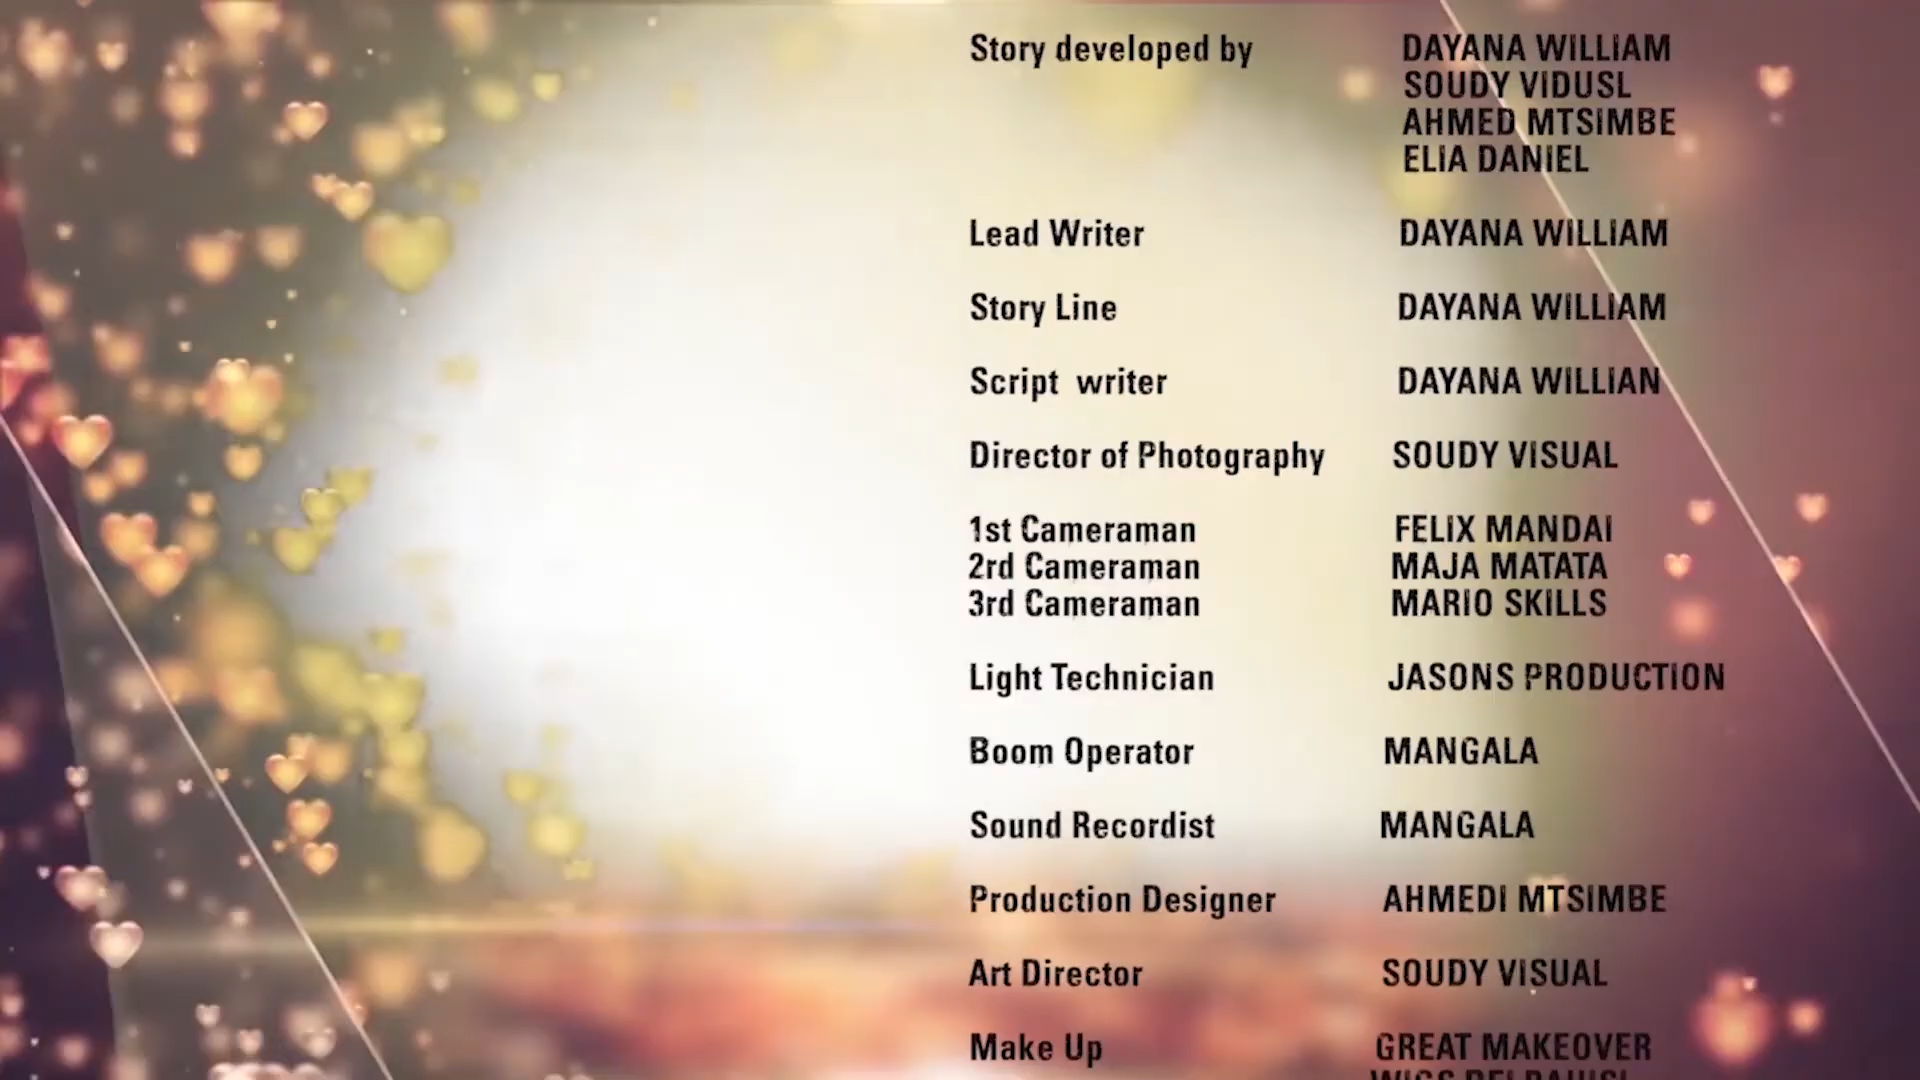 Story developed by DAYANA WILLIAM
SOUDY VIDUSL
AHMED MTSIMBE
ELIA DANIEL
Lead Writer DAYANA WILLIAM
Story Line DAYANA WILLIAM
Script writer DAYANA WILLIAN
Director of Photography SOUDY VISUAL
1st Cameraman FELIX MANDAI
2rd Cameraman MAJA MATATA
3rd Cameraman MARIO SKILLS
Light Technician JASONS PRODUCTION
Boom Operator MANGALA
Sound Recordist MANGALA
Production Designer AHMEDI MTSIMBE
Art Director SOUDY VISUAL
Make Up GREAT MAKEOVER